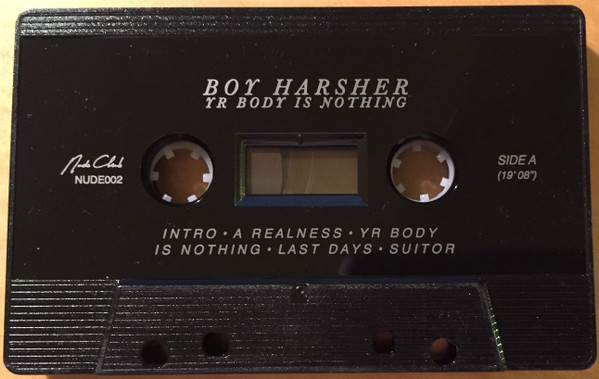 BOY HARSHER
YR BODY IS NOTHING
Nude Club
NUDE002
SIDE A
(19' 08")
INTRO • A REALNESS • YR BODY
IS NOTHING • LAST DAYS • SUITOR